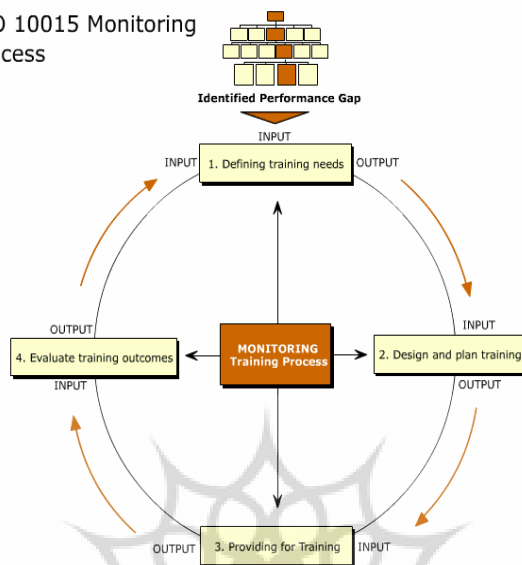 O 10015 Monitoring
cess
Identified Performance Gap
INPUT
INPUT
1. Defining training needs
OUTPUT
OUTPUT
INPUT
4. Evaluate training outcomes
MONITORING
Training Process
2. Design and plan training
INPUT
OUTPUT
OUTPUT
3. Providing for Training
INPUT